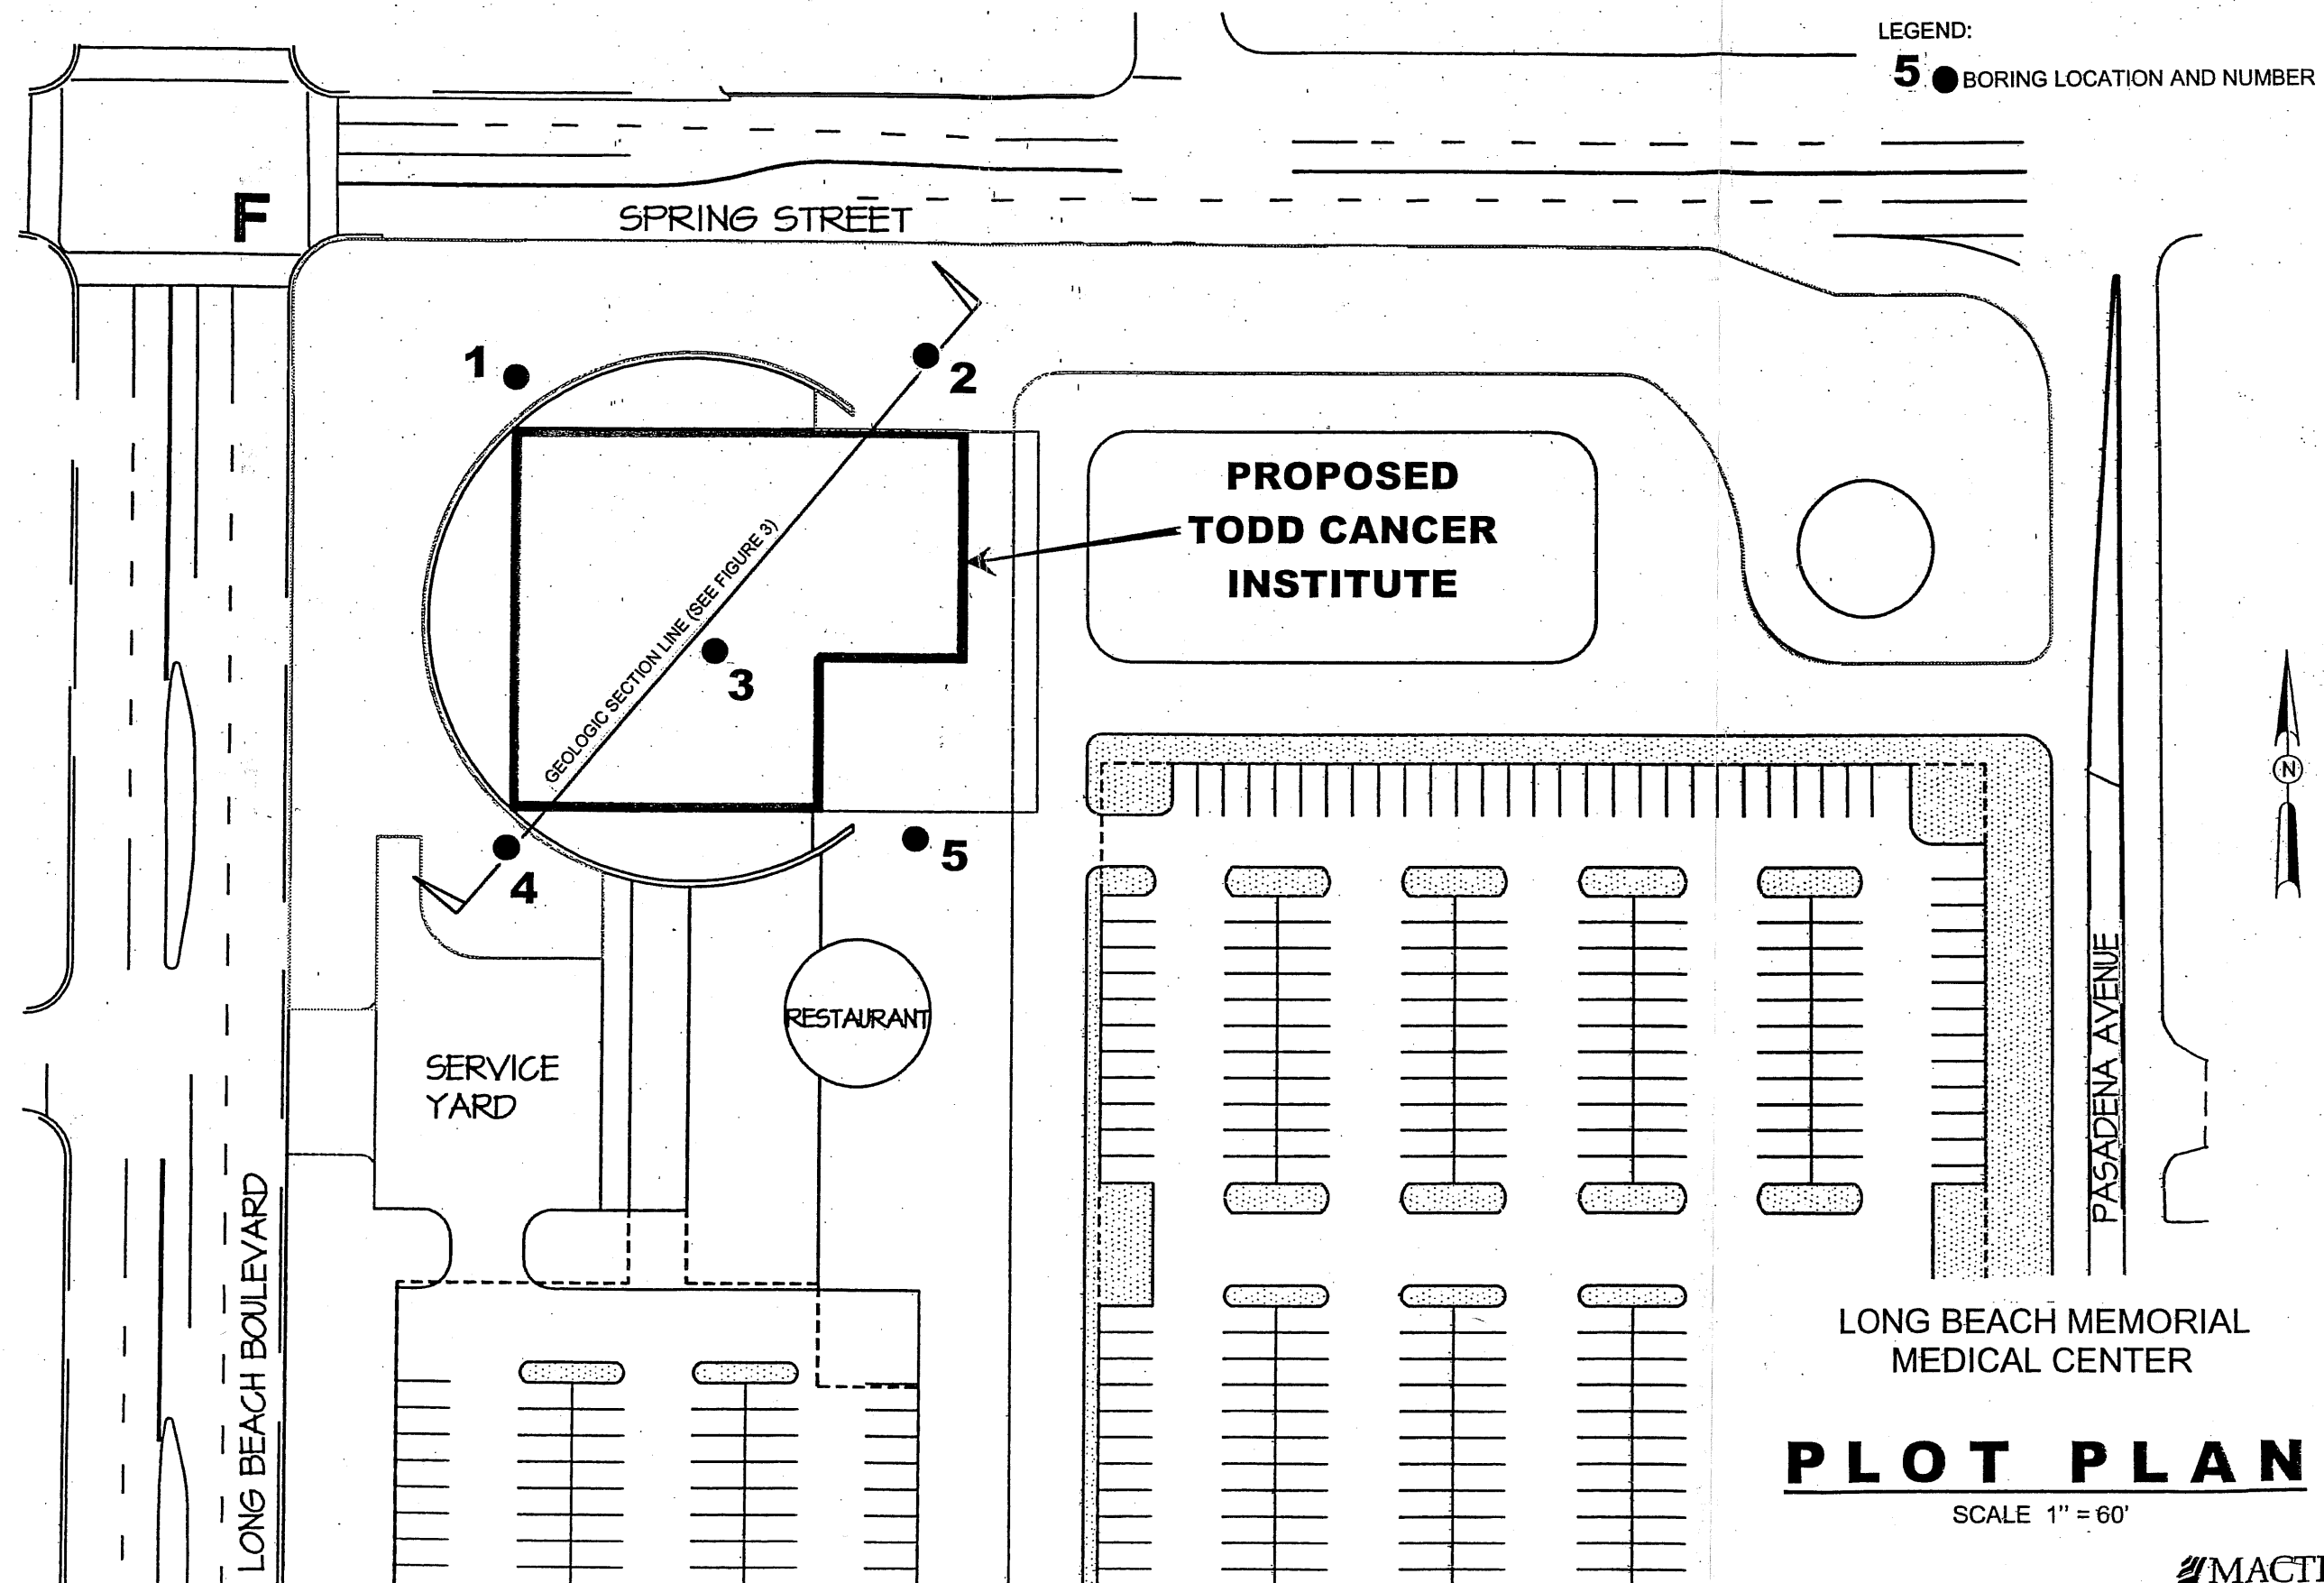 LEGEND:
5 BORING LOCATION AND NUMBER
F
SPRING STREET
1
2
PROPOSED
TODD CANCER
INSTITUTE
GEOLOGIC SECTION LINE (SEE FIGURE 3)
3
N
4
5
RESTAURANT
SERVICE
YARD
PASADENA AVENUE
LONG BEACH BOULEVARD
LONG BEACH MEMORIAL
MEDICAL CENTER
PLOT PLAN
SCALE 1" = 60'